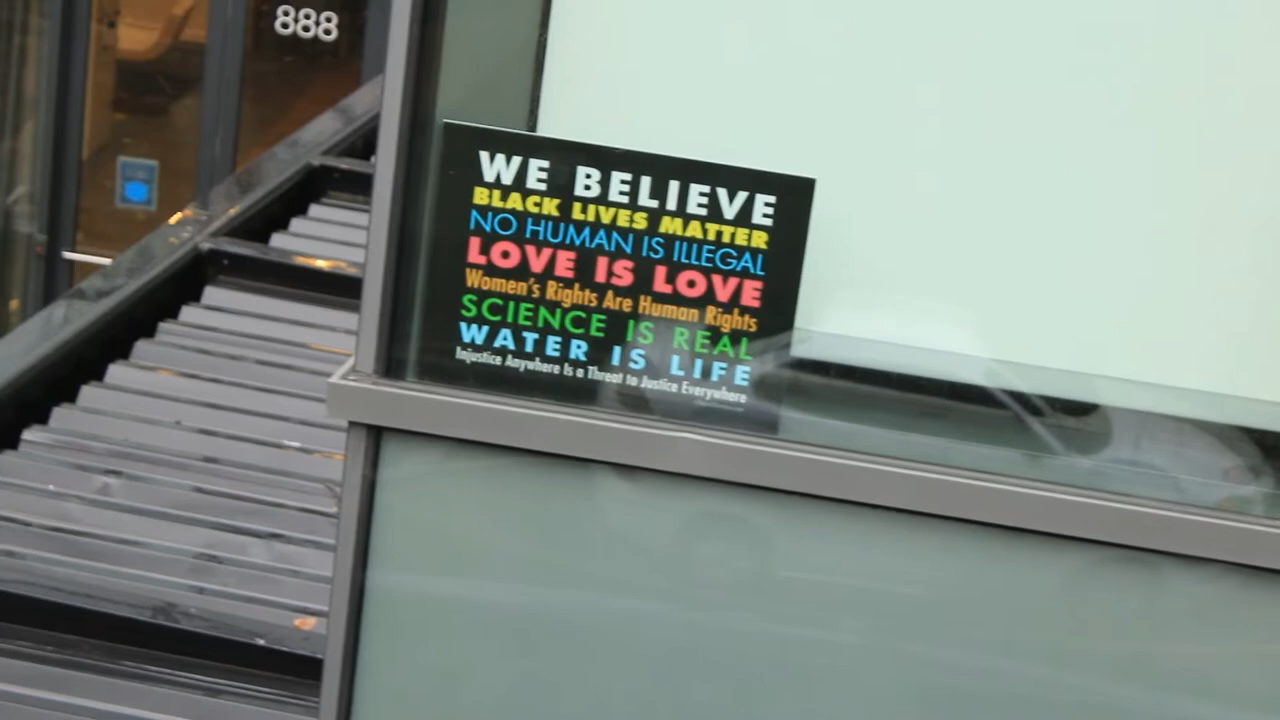 888
WE BELIEVE
BLACK LIVES MATTER
NO HUMAN IS ILLEGAL
LOVE IS LOVE
Women's Rights Are Human Rights
SCIENCE IS REAL
WATER IS LIFE
Injustice Anywhere Is a Threat to Justice Everywhere